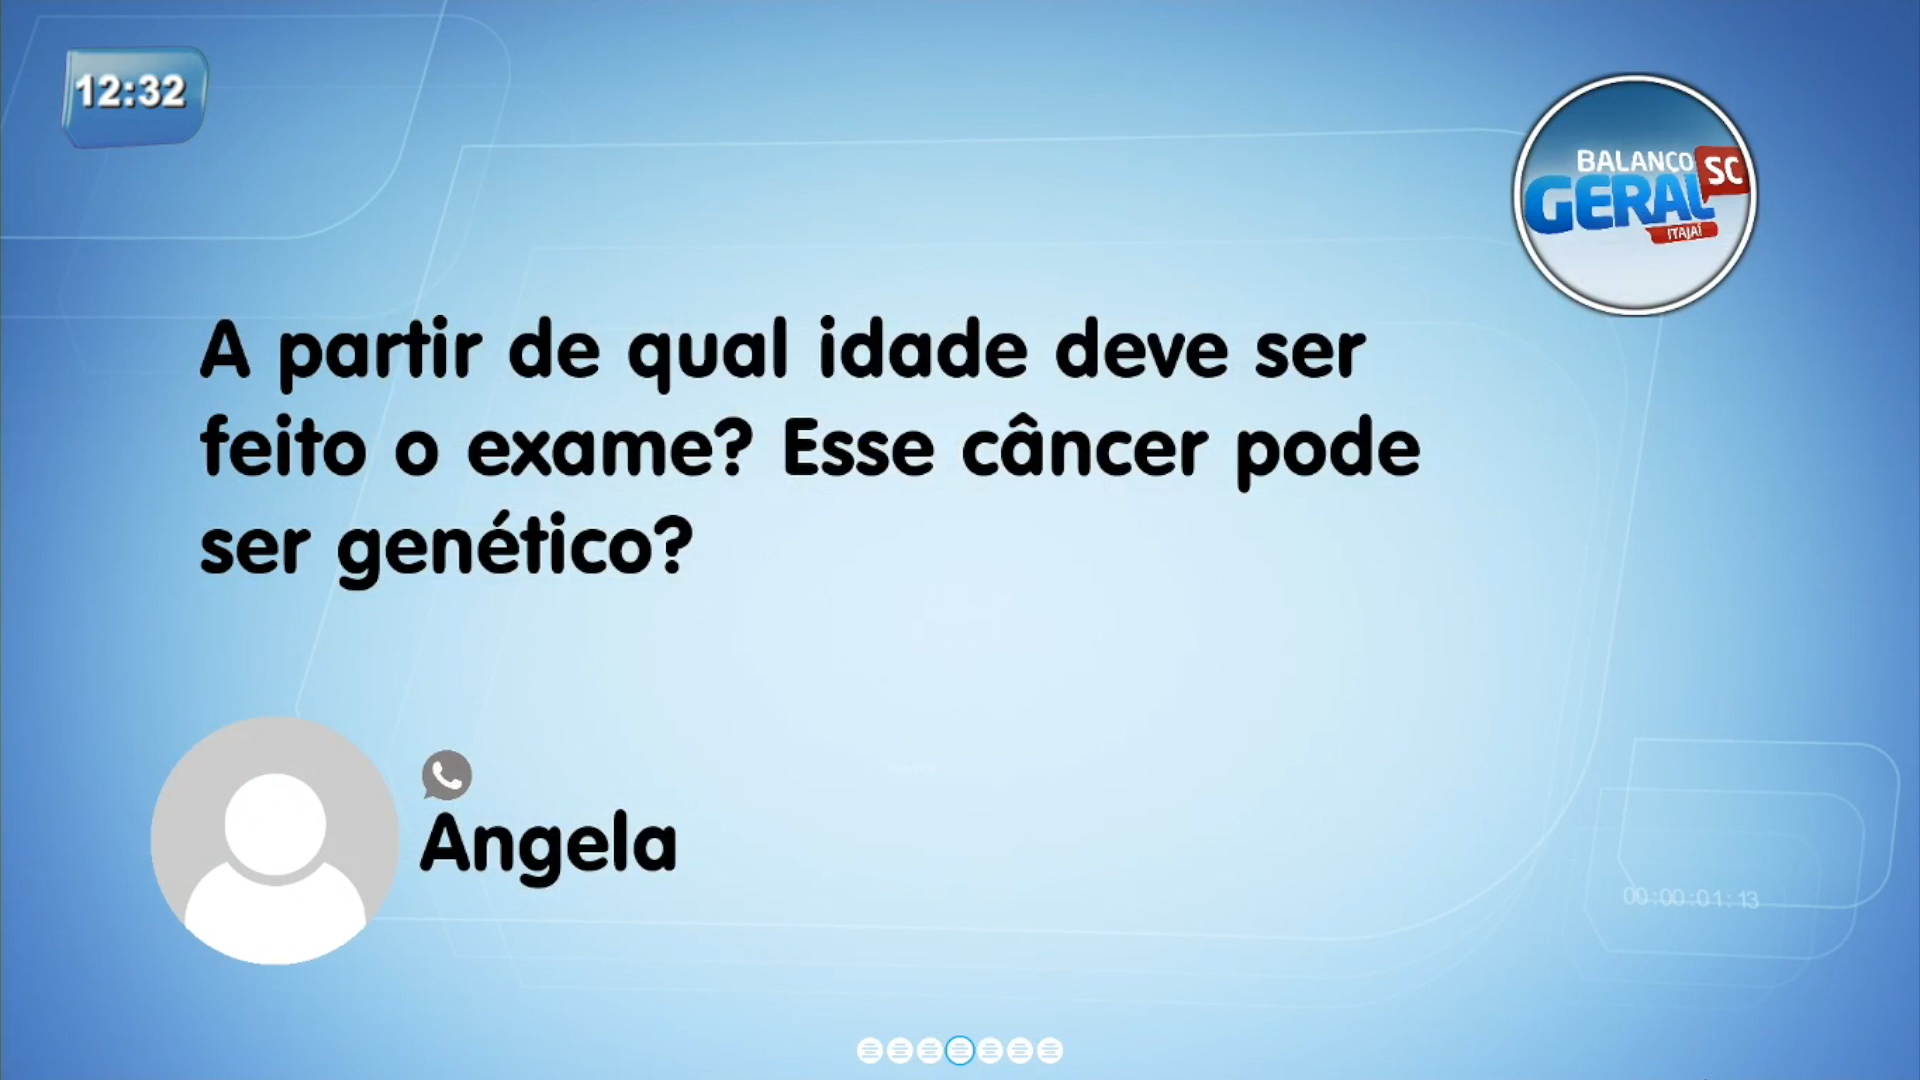 12:32
BALANÇO
GERAL SC
ITAJAÍ
A partir de qual idade deve ser
feito o exame? Esse câncer pode
ser genético?
Angela
00:00:01:13